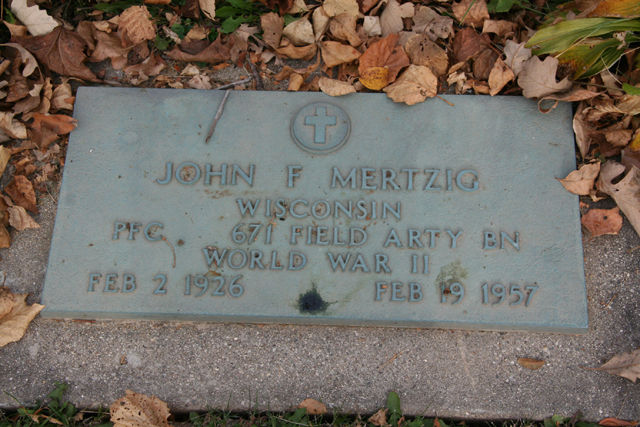 JOHN F MERTZIG
WISCONSIN
PFC 671 FIELD ARTY BN
WORLD WAR II
FEB 2 1926 FEB 19 1957